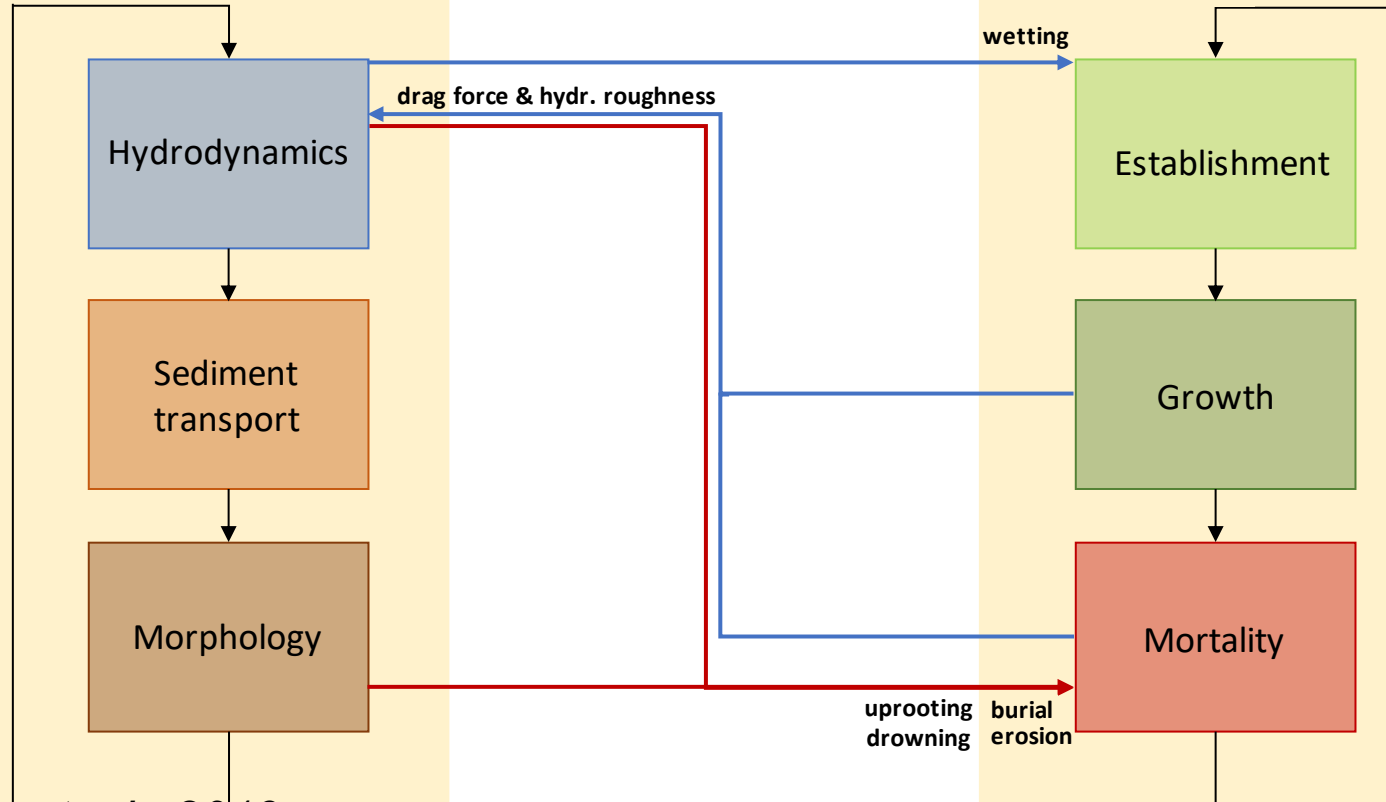 wetting
drag force & hydr. roughness
Hydrodynamics
Establishment
Sediment
transport
Growth
Morphology
Mortality
uprooting burial
drowning erosion